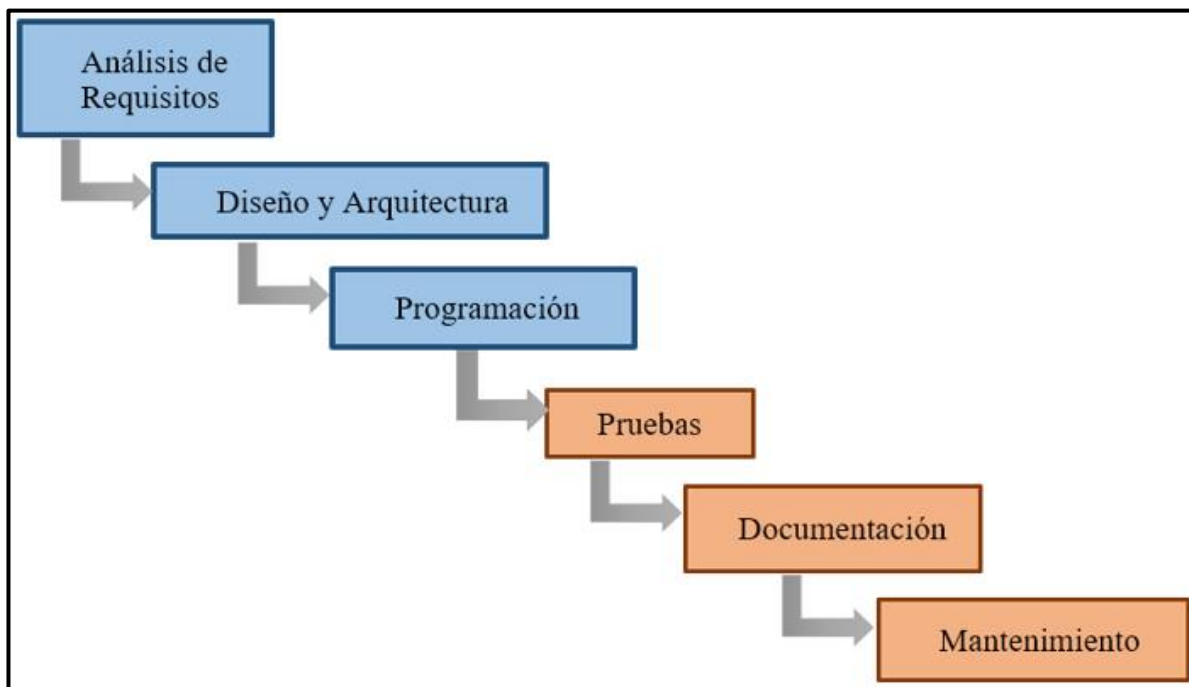 Análisis de
Requisitos
Diseño y Arquitectura
Programación
Pruebas
Documentación
Mantenimiento